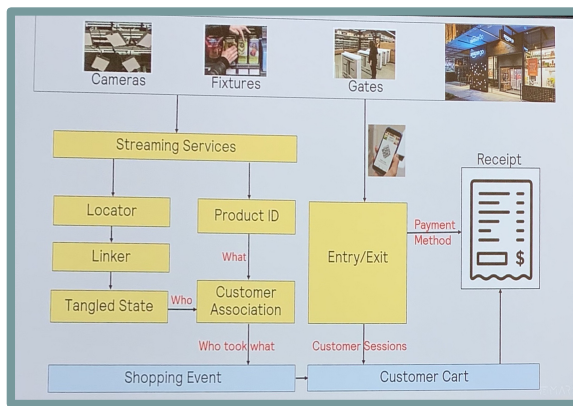 Cameras
Fixtures
Gates
Streaming Services
Receipt
Locator
Product ID
Payment
Method
$
Linker
What
Entry/Exit
Tangled State
Who
Customer
Association
Who took what
Customer Sessions
Shopping Event
Customer Cart